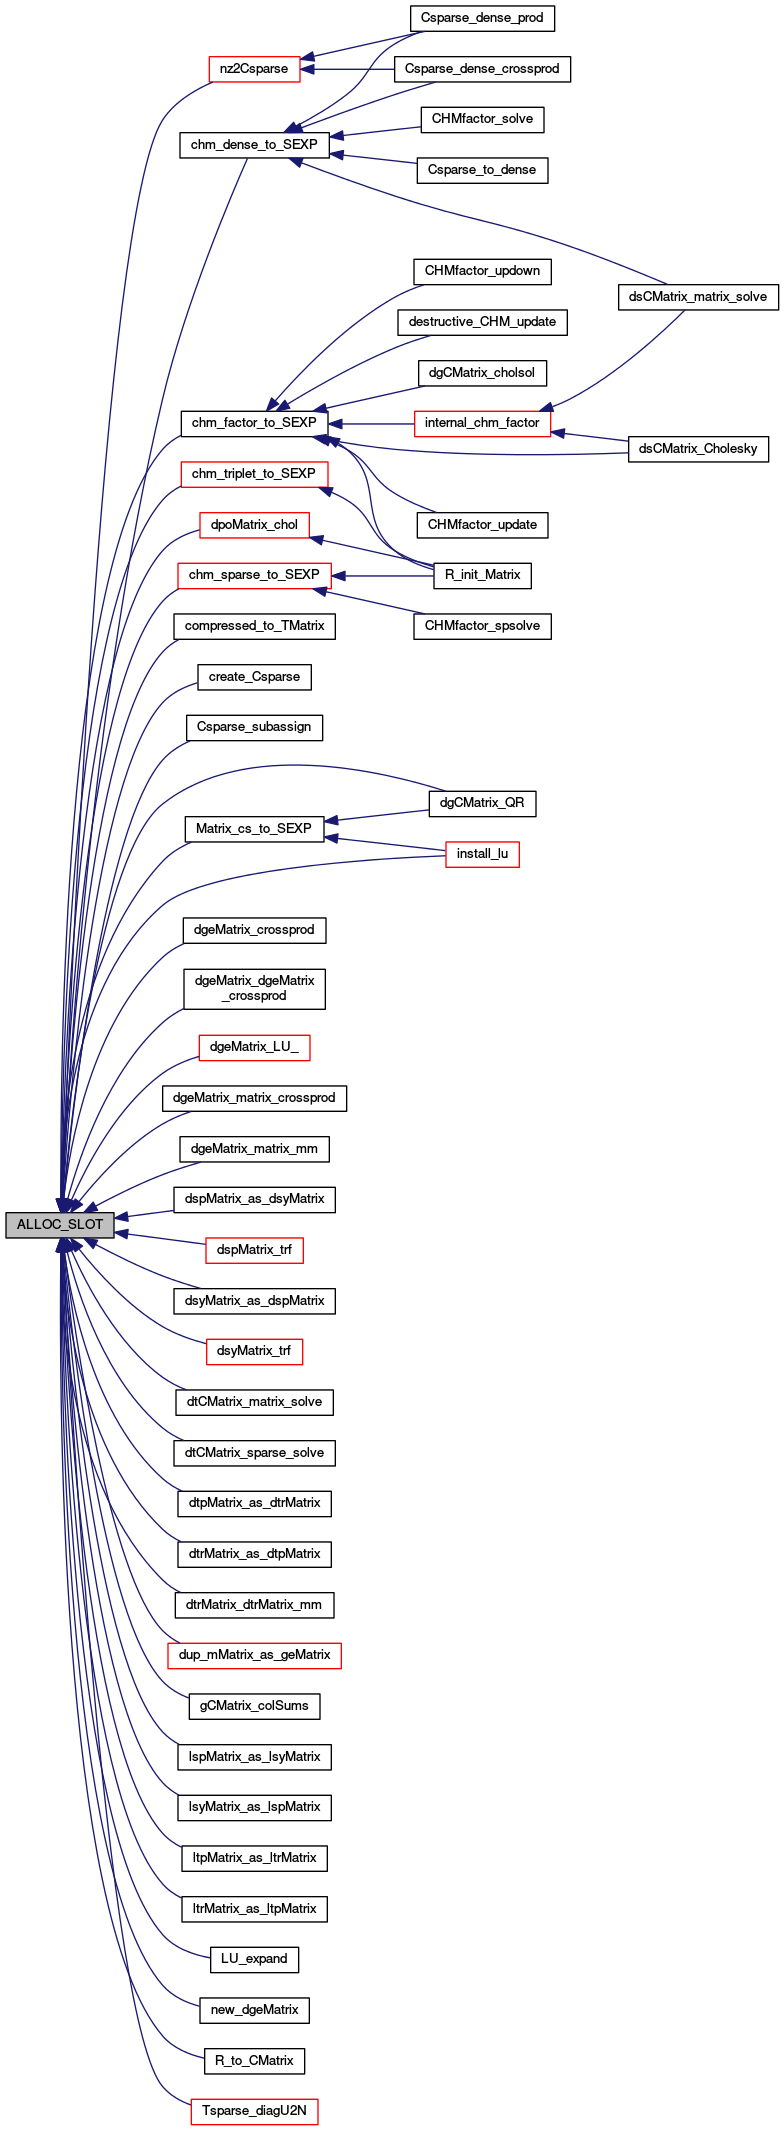 Csparse_dense_prod
nz2Csparse
Csparse_dense_crossprod
CHMfactor_solve
chm_dense_to_SEXP
Csparse_to_dense
CHMfactor_updown
dsCMatrix_matrix_solve
destructive_CHM_update
dgCMatrix_cholsol
chm_factor_to_SEXP
internal_chm_factor
dsCMatrix_Cholesky
chm_triplet_to_SEXP
dpoMatrix_chol
CHMfactor_update
chm_sparse_to_SEXP
R_init_Matrix
compressed_to_TMatrix
CHMfactor_spsolve
create_Csparse
Csparse_subassign
dgCMatrix_QR
Matrix_cs_to_SEXP
install_lu
dgeMatrix_crossprod
dgeMatrix_dgeMatrix
_crossprod
dgeMatrix_LU_
dgeMatrix_matrix_crossprod
dgeMatrix_matrix_mm
dspMatrix_as_dsyMatrix
ALLOC_SLOT
dspMatrix_trf
dsyMatrix_as_dspMatrix
dsyMatrix_trf
dtCMatrix_matrix_solve
dtCMatrix_sparse_solve
dtpMatrix_as_dtrMatrix
dtrMatrix_as_dtpMatrix
dtrMatrix_dtrMatrix_mm
dup_mMatrix_as_geMatrix
gCMatrix_colSums
lspMatrix_as_lsyMatrix
lsyMatrix_as_lspMatrix
ltpMatrix_as_ltrMatrix
ltrMatrix_as_ltpMatrix
LU_expand
new_dgeMatrix
R_to_CMatrix
Tsparse_diagU2N